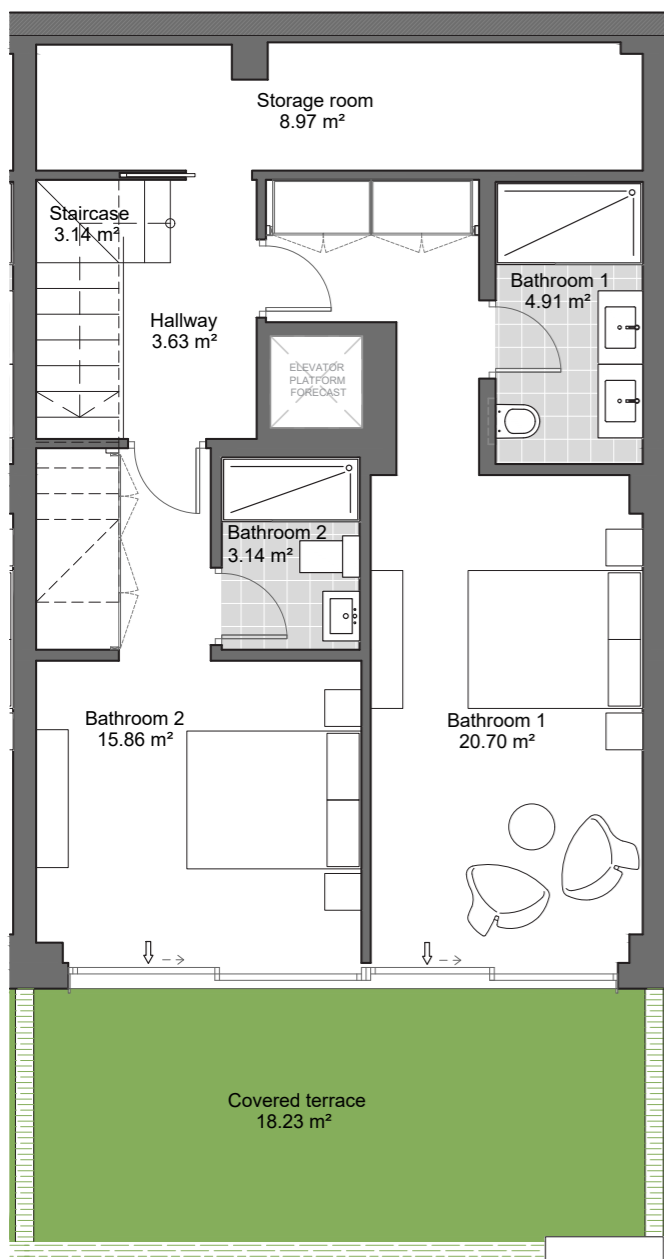 Storage room
8.97 m²
Staircase
3.14 m²
Hallway
3.63 m²
Bathroom 1
4.91 m²
ELEVATOR
PLATFORM
FORECAST
Bathroom 2
3.14 m²
Bathroom 2
15.86 m²
Bathroom 1
20.70 m²
Covered terrace
18.23 m²